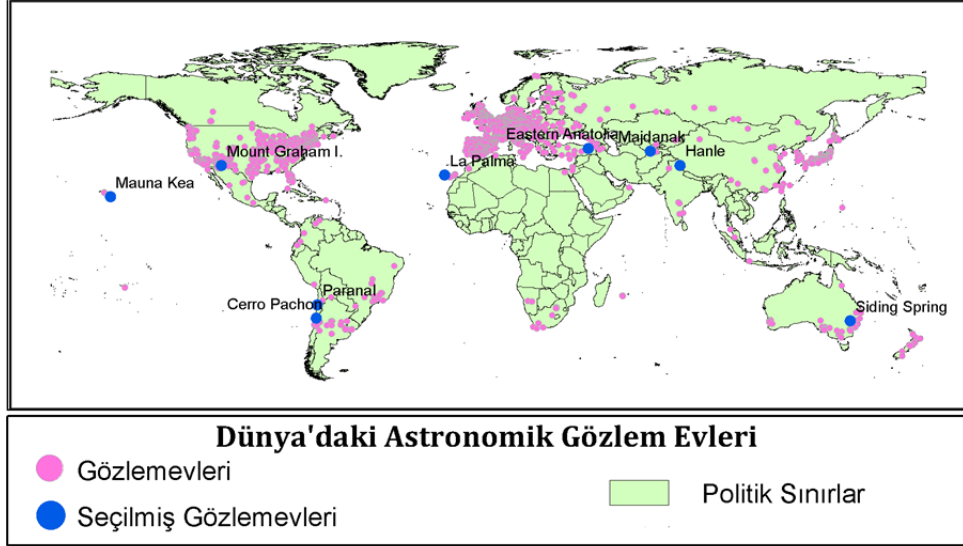 Eastern Anatolia
Majdanak
Mount Graham I.
La Palma
Hanle
Mauna Kea
Paranal
Cerro Pachon
Siding Spring
Dünya'daki Astronomik Gözlem Evleri
Gözlemevleri
Politik Sınırlar
Seçilmiş Gözlemevleri